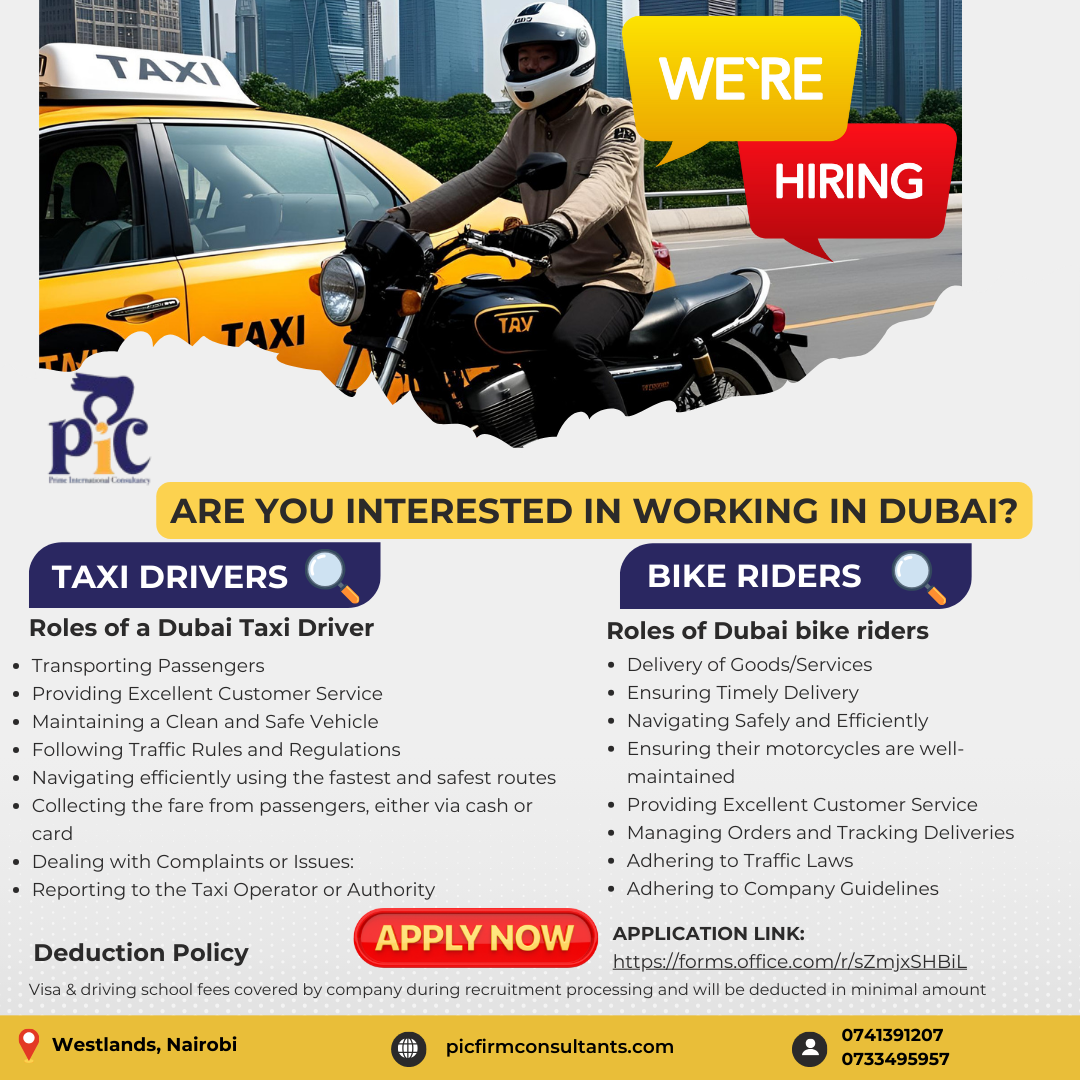 TAXI
WE`RE
HIRING
TAXI
TAY
PiC
Prime International Consultancy
ARE YOU INTERESTED IN WORKING IN DUBAI?
TAXI DRIVERS
Roles of a Dubai Taxi Driver
Transporting Passengers
Providing Excellent Customer Service
Maintaining a Clean and Safe Vehicle
Following Traffic Rules and Regulations
Navigating efficiently using the fastest and safest routes
Collecting the fare from passengers, either via cash or
card
Dealing with Complaints or Issues:
Reporting to the Taxi Operator or Authority
BIKE RIDERS
Roles of Dubai bike riders
Delivery of Goods/Services
Ensuring Timely Delivery
Navigating Safely and Efficiently
Ensuring their motorcycles are well-
maintained
Providing Excellent Customer Service
Managing Orders and Tracking Deliveries
Adhering to Traffic Laws
Adhering to Company Guidelines
APPLY NOW
APPLICATION LINK:
https://forms.office.com/r/sZmjxSHBiL
Deduction Policy
Visa & driving school fees covered by company during recruitment processing and will be deducted in minimal amount
Westlands, Nairobi
picfirmconsultants.com
0741391207
0733495957